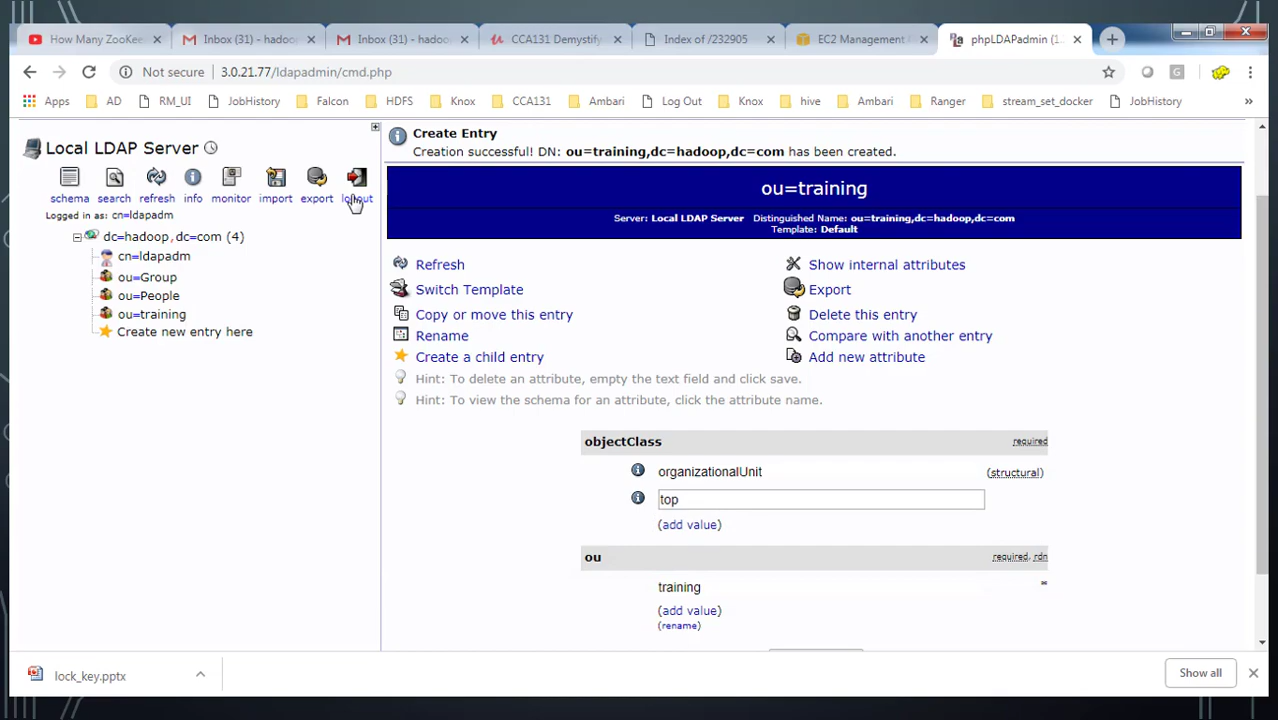 How Many ZooKee
Inbox (31) - hadoo
Inbox (31) - hadoo
CCA131 Demystify
Index of /232905
EC2 Management
phpLDAPadmin (1.
Not secure
3.0.21.77/ldapadmin/cmd.php
Apps
AD
RM_UI
JobHistory
Falcon
HDFS
Knox
CCA131
Ambari
Log Out
Knox
hive
Ambari
Ranger
stream_set_docker
JobHistory
»
Local LDAP Server
schema
search
refresh
info
monitor
import
export
logout
Logged in as: cn=ldapadm
dc=hadoop,dc=com (4)
cn=ldapadm
ou=Group
ou=People
ou=training
Create new entry here
Create Entry
Creation successful! DN: ou=training,dc=hadoop,dc=com has been created.
ou=training
Server: Local LDAP Server Distinguished Name: ou=training,dc=hadoop,dc=com
Template: Default
Refresh
Show internal attributes
Switch Template
Export
Copy or move this entry
Delete this entry
Rename
Compare with another entry
Create a child entry
Add new attribute
Hint: To delete an attribute, empty the text field and click save.
Hint: To view the schema for an attribute, click the attribute name.
objectClass
required
organizationalUnit
(structural)
top
(add value)
ou
required, rdn
training
*
(add value)
(rename)
lock_key.pptx
Show all